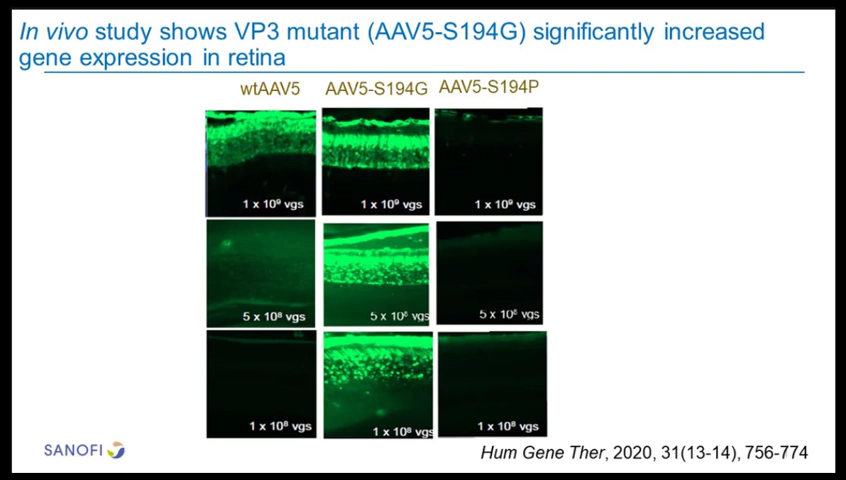 In vivo study shows VP3 mutant (AAV5-S194G) significantly increased
gene expression in retina
wtAAV5 AAV5-S194G AAV5-S194P
1 x 10⁹ vgs 1 x 10⁹ vgs 1 x 10⁹ vgs
5 x 10⁸ vgs 5 x 10⁸ vgs 5 x 10⁸ vgs
1 x 10⁸ vgs 1 x 10⁸ vgs 1 x 10⁸ vgs
SANOFI
Hum Gene Ther, 2020, 31(13-14), 756-774